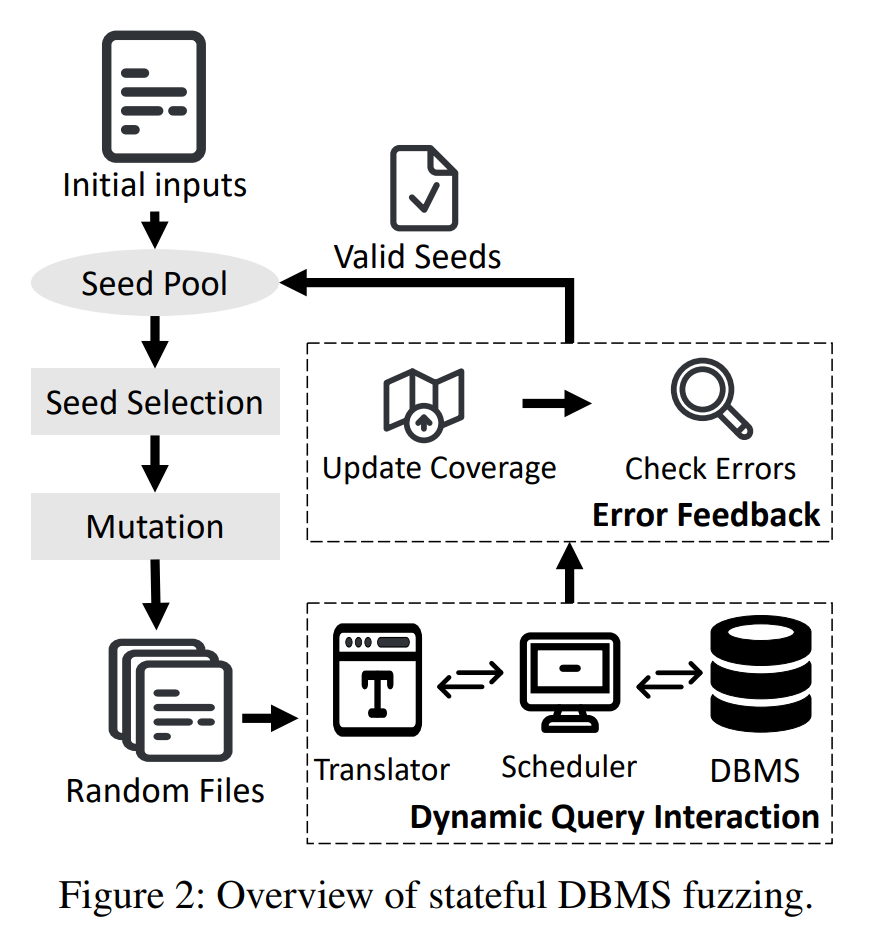 Initial inputs
Valid Seeds
Seed Pool
Seed Selection
Update Coverage
Check Errors
Error Feedback
Mutation
T
Random Files
Translator
Scheduler
DBMS
Dynamic Query Interaction
Figure 2: Overview of stateful DBMS fuzzing.